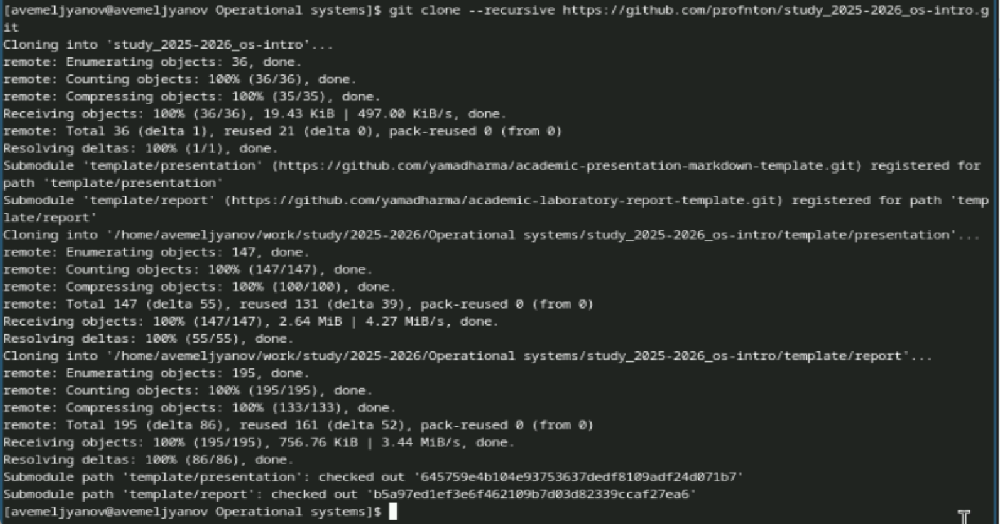 [avemeljyanov@avemeljyanov Operational systems]$ git clone --recursive https://github.com/profnton/study_2025-2026_os-intro.g
it
Cloning into 'study_2025-2026_os-intro'...
remote: Enumerating objects: 36, done.
remote: Counting objects: 100% (36/36), done.
remote: Compressing objects: 100% (35/35), done.
Receiving objects: 100% (36/36), 19.43 KiB | 497.00 KiB/s, done.
remote: Total 36 (delta 1), reused 21 (delta 0), pack-reused 0 (from 0)
Resolving deltas: 100% (1/1), done.
Submodule 'template/presentation' (https://github.com/yamadharma/academic-presentation-markdown-template.git) registered for
path 'template/presentation'
Submodule 'template/report' (https://github.com/yamadharma/academic-laboratory-report-template.git) registered for path 'temp
late/report'
Cloning into '/home/avemeljyanov/work/study/2025-2026/Operational systems/study_2025-2026_os-intro/template/presentation'...
remote: Enumerating objects: 147, done.
remote: Counting objects: 100% (147/147), done.
remote: Compressing objects: 100% (100/100), done.
remote: Total 147 (delta 55), reused 131 (delta 39), pack-reused 0 (from 0)
Receiving objects: 100% (147/147), 2.64 MiB | 4.27 MiB/s, done.
Resolving deltas: 100% (55/55), done.
Cloning into '/home/avemeljyanov/work/study/2025-2026/Operational systems/study_2025-2026_os-intro/template/report'...
remote: Enumerating objects: 195, done.
remote: Counting objects: 100% (195/195), done.
remote: Compressing objects: 100% (133/133), done.
remote: Total 195 (delta 86), reused 161 (delta 52), pack-reused 0 (from 0)
Receiving objects: 100% (195/195), 756.76 KiB | 3.44 MiB/s, done.
Resolving deltas: 100% (86/86), done.
Submodule path 'template/presentation': checked out '645759e4b104e93753637dedf8109adf24d071b7'
Submodule path 'template/report': checked out 'b5a97ed1ef3e6f462109b7d03d82339ccaf27ea6'
[avemeljyanov@avemeljyanov Operational systems]$